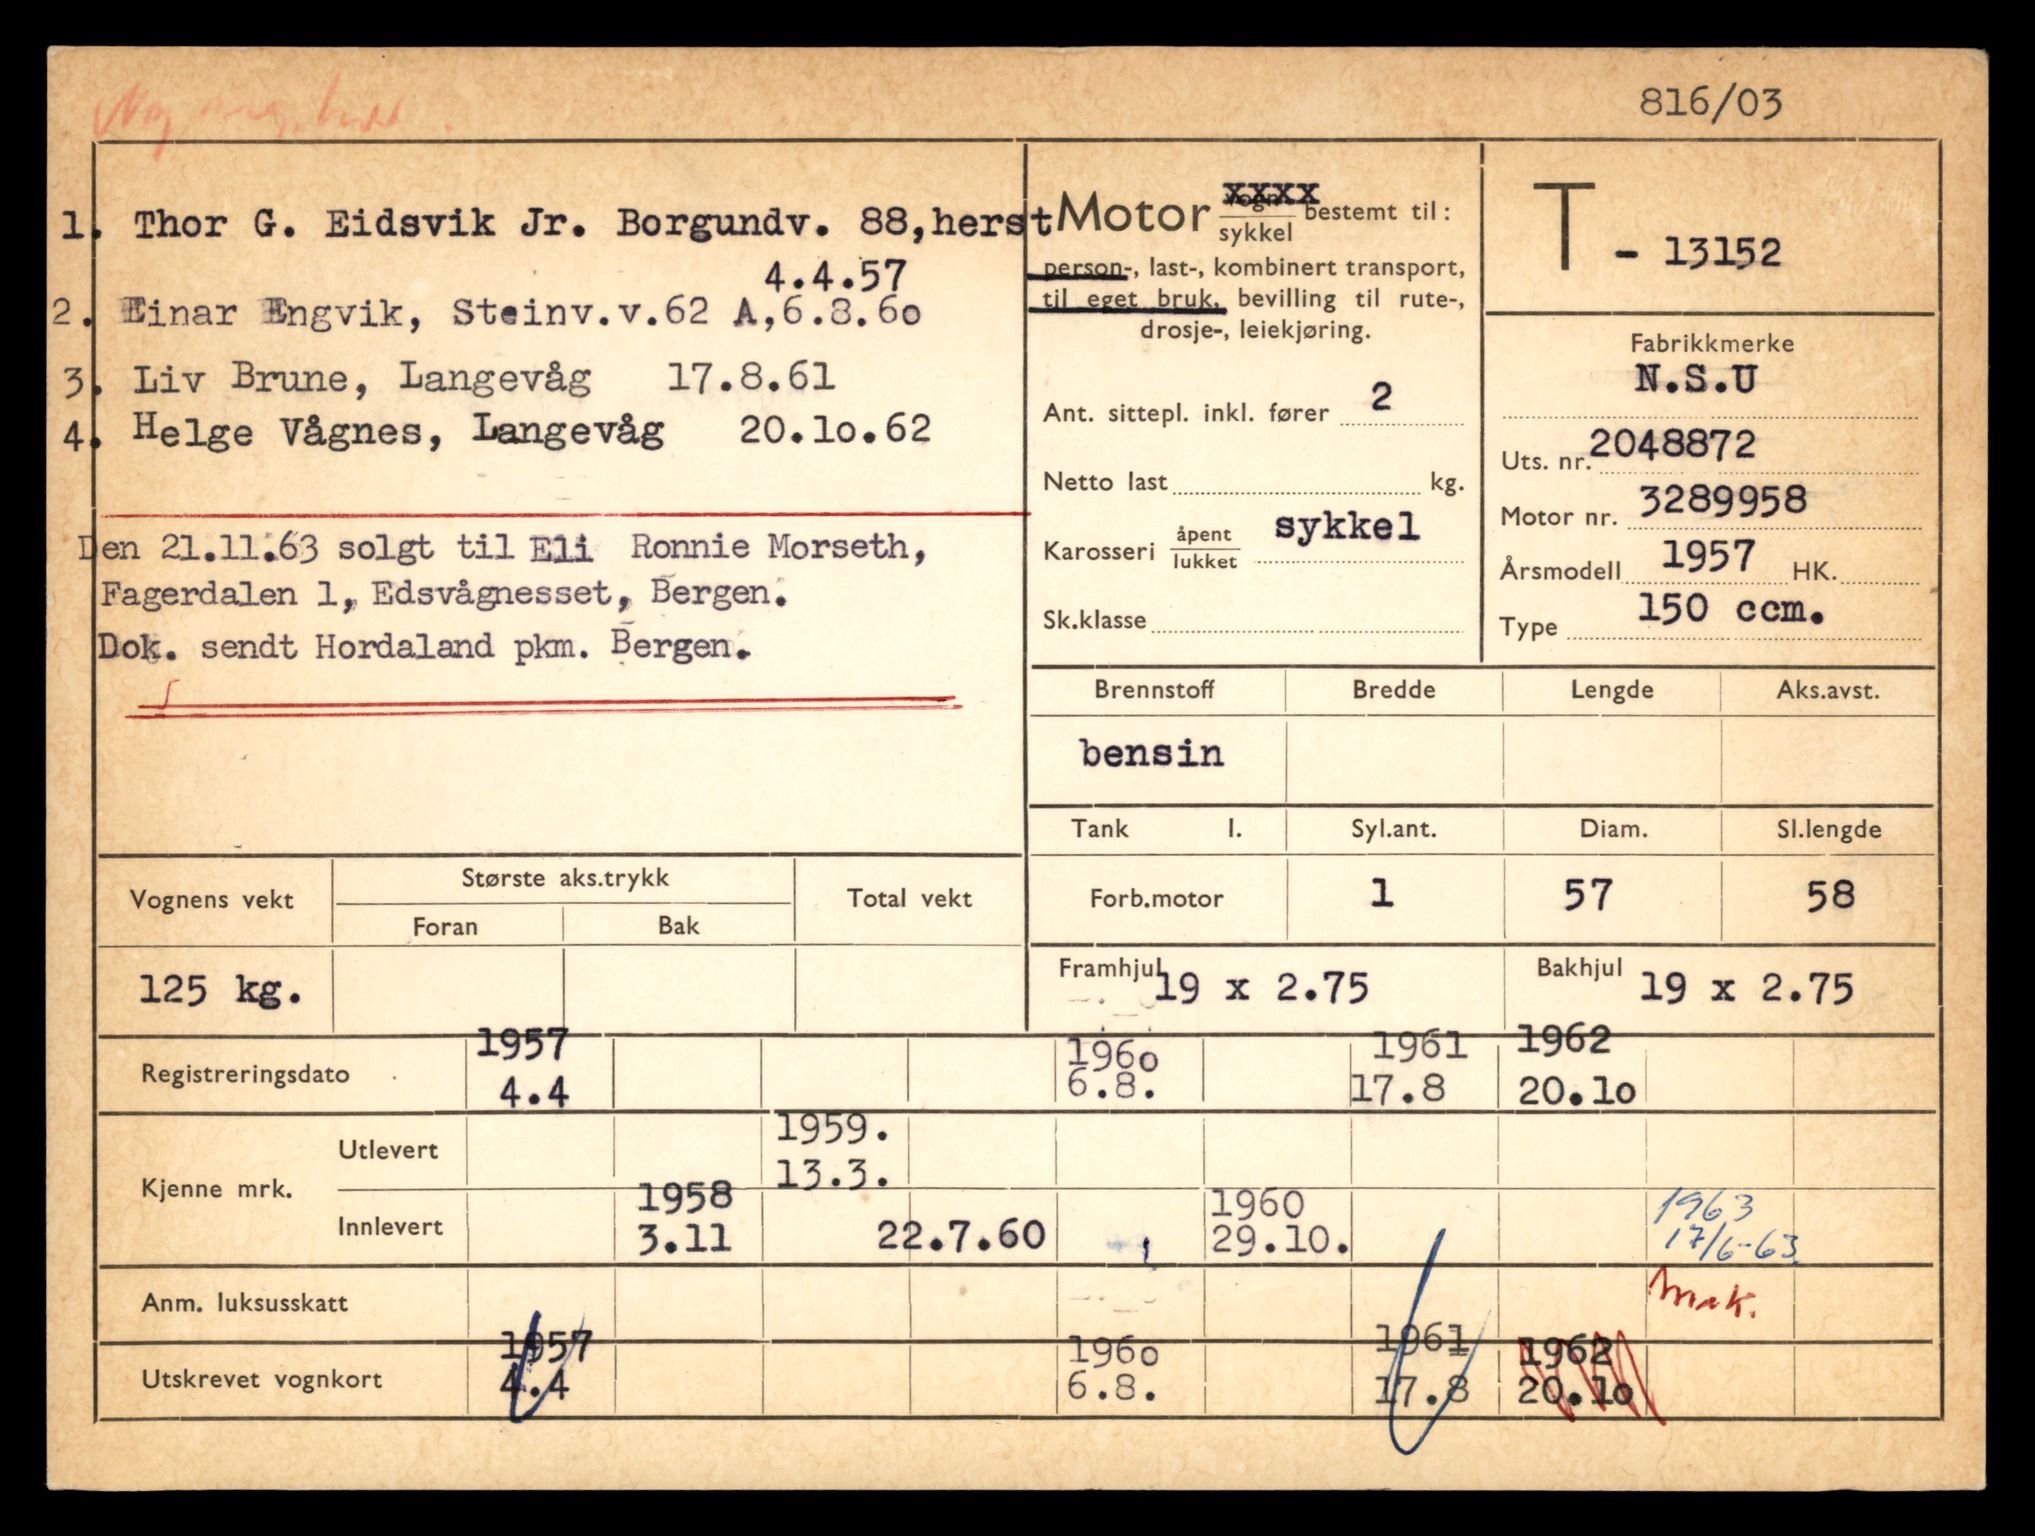 816/03
1. Thor G. Eidsvik Jr. Borgundv. 88, herst
4.4.57
2. Einar Engvik, Steinv.v.62 A,6.8.6o
3. Liv Brune, Langevåg 17.8.61
4. Helge Vågnes, Langevåg 20.1o.62
Den 21.11.63 solgt til Eli Ronnie Morseth,
Fagerdalen 1, Edsvågnesset, Bergen.
Dok. sendt Hordaland pkm. Bergen.
Motor vogn xxxx
sykkel bestemt til:
person-, last-, kombinert transport,
til eget bruk, bevilling til rute-,
drosje-, leiekjøring.
Ant. sittepl. inkl. fører 2
Netto last kg.
Karosseri åpent
lukket sykkel
Sk.klasse
T - 13152
Fabrikkmerke
N.S.U
Uts. nr. 2048872
Motor nr. 3289958
Årsmodell 1957 HK.
Type 150 ccm.
Brennstoff Bredde Lengde Aks.avst.
bensin
Tank l. Syl.ant. Diam. Sl.lengde
Forb.motor 1 57 58
Framhjul 19 x 2.75 Bakhjul 19 x 2.75
Vognens vekt Største aks.trykk Total vekt
Foran Bak
125 kg.
1957 196o 1961 1962
Registreringsdato 4.4 6.8. 17.8 20.1o
1959.
Kjenne mrk. Utlevert 13.3.
1958 1960 1963
Innlevert 3.11 22.7.60 29.10. 17/6-63
Anm. luksusskatt mrk.
1957 196o 1961 1962
Utskrevet vognkort 4.4 6.8. 17.8 20.1o